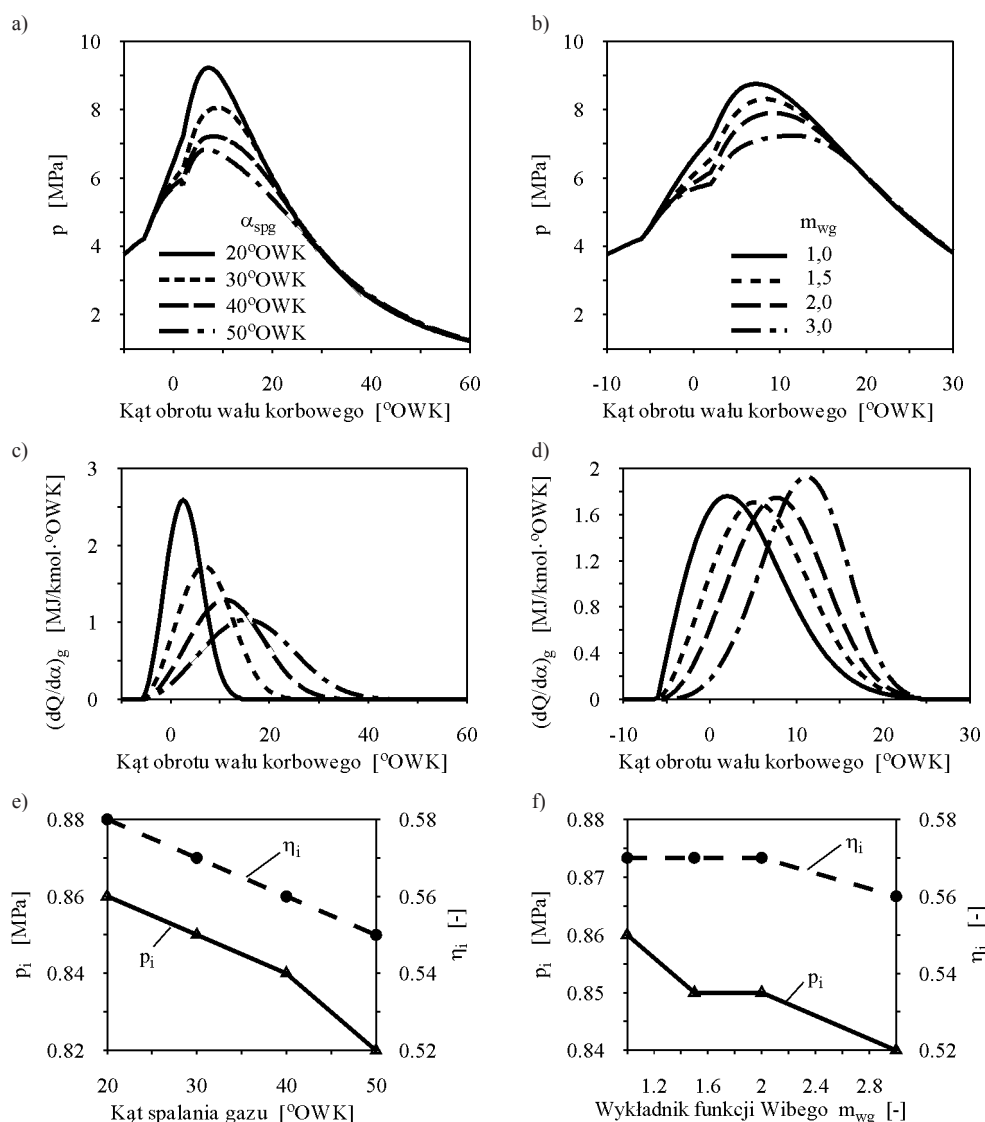 a)
10
8
6
4
2
p [MPa]
α_spg
20°OWK
30°OWK
40°OWK
50°OWK
0 20 40 60
Kąt obrotu wału korbowego [°OWK]
b)
10
8
6
4
2
p [MPa]
m_wg
1,0
1,5
2,0
3,0
-10 0 10 20 30
Kąt obrotu wału korbowego [°OWK]
c)
3
2
1
0
(dQ/dα)g [MJ/kmol·°OWK]
0 20 40 60
Kąt obrotu wału korbowego [°OWK]
d)
2
1.6
1.2
0.8
0.4
0
(dQ/dα)g [MJ/kmol·°OWK]
-10 0 10 20 30
Kąt obrotu wału korbowego [°OWK]
e)
0.88
0.86
0.84
0.82
pi [MPa]
ηi
pi
0.58
0.56
0.54
0.52
ηi [-]
20 30 40 50
Kąt spalania gazu [°OWK]
f)
0.88
0.87
0.86
0.85
0.84
pi [MPa]
ηi
pi
0.58
0.56
0.54
0.52
ηi [-]
1.2 1.6 2 2.4 2.8
Wykładnik funkcji Wibego m_wg [-]